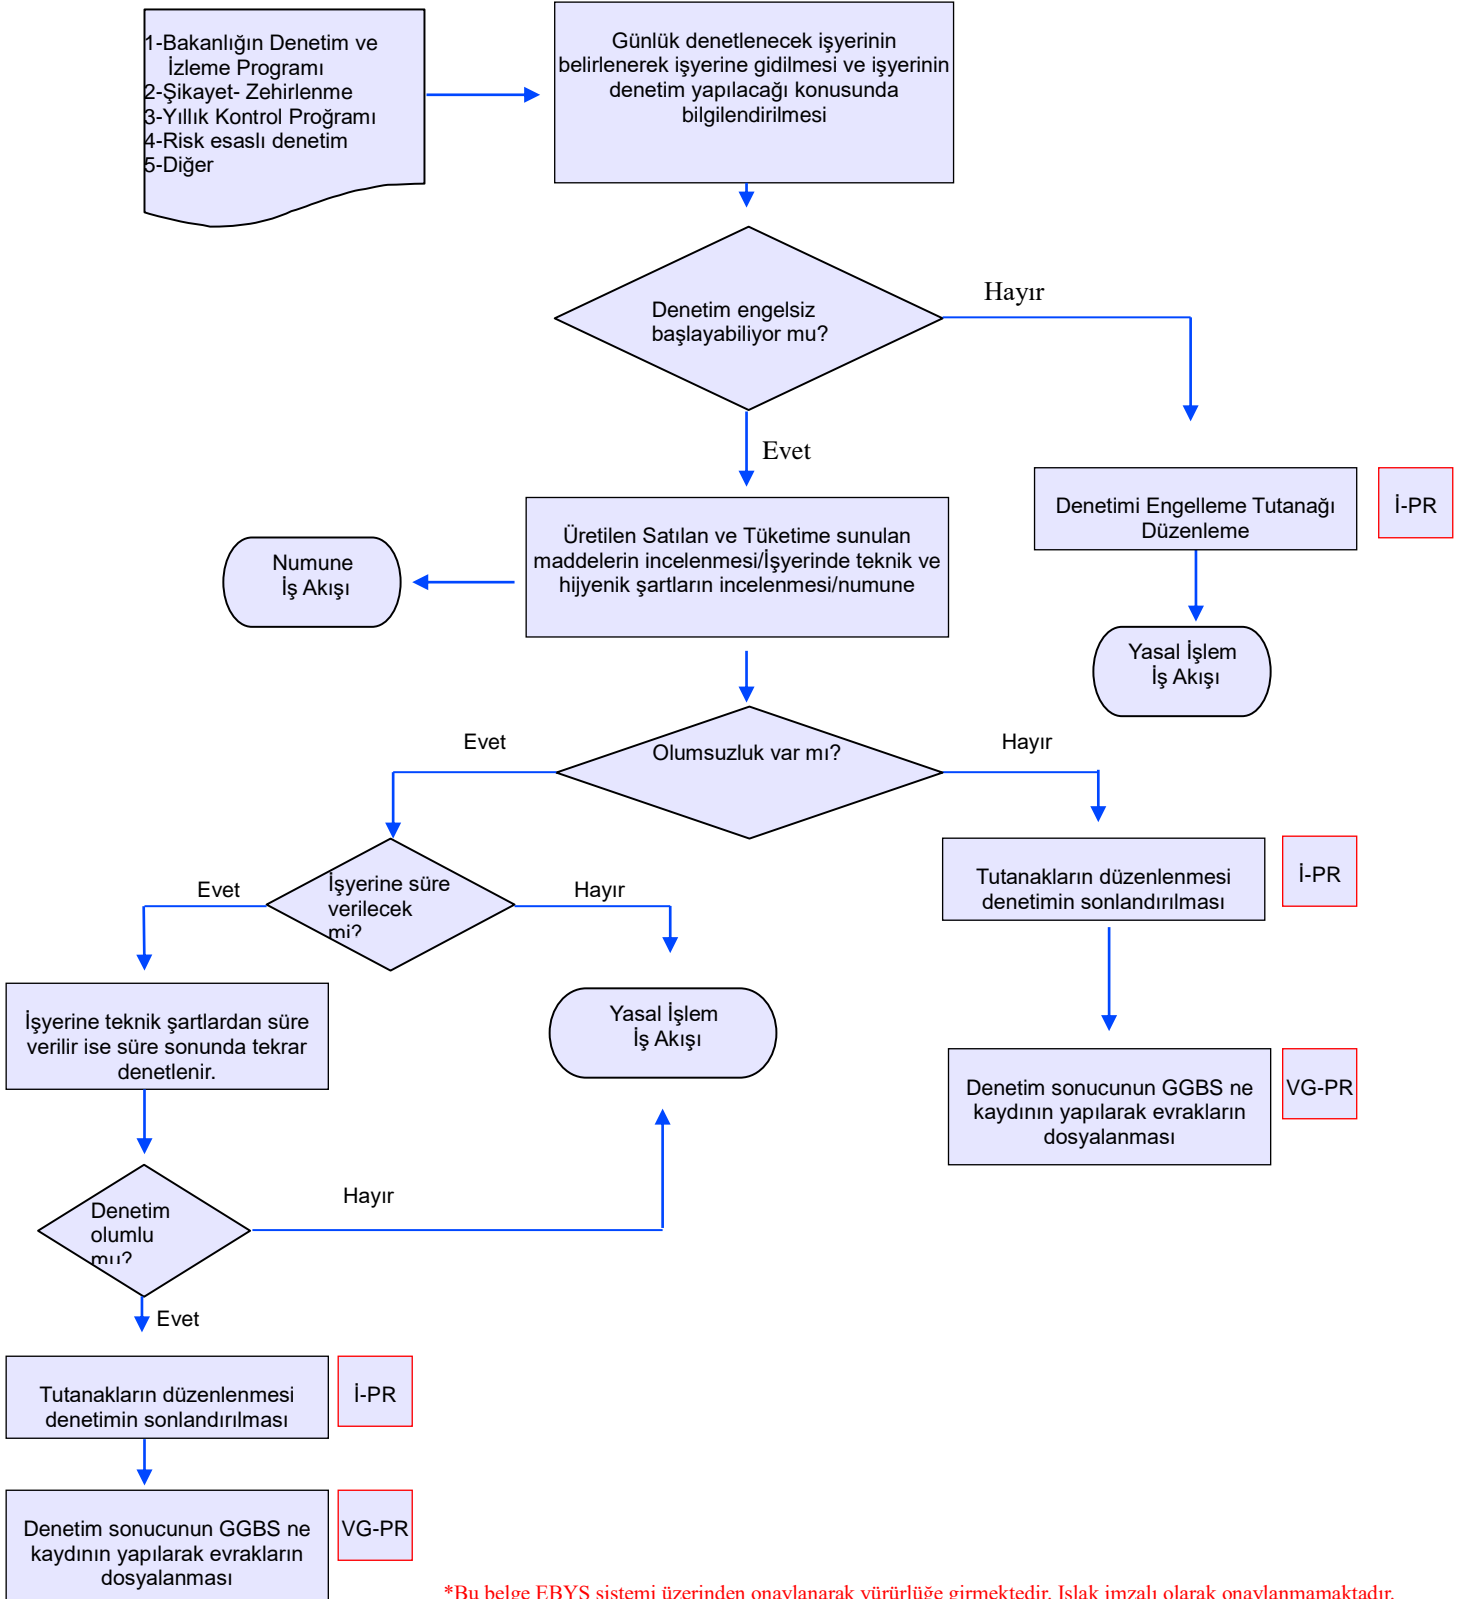 1-Bakanlığın Denetim ve
İzleme Programı
2-Şikayet- Zehirlenme
3-Yıllık Kontrol Proğramı
4-Risk esaslı denetim
5-Diğer
Günlük denetlenecek işyerinin
belirlenerek işyerine gidilmesi ve işyerinin
denetim yapılacağı konusunda
bilgilendirilmesi
Denetim engelsiz
başlayabiliyor mu?
Hayır
Evet
Denetimi Engelleme Tutanağı
Düzenleme
İ-PR
Üretilen Satılan ve Tüketime sunulan
maddelerin incelenmesi/İşyerinde teknik ve
hijyenik şartların incelenmesi/numune
Numune
İş Akışı
Yasal İşlem
İş Akışı
Olumsuzluk var mı?
Evet
Hayır
İşyerine süre
verilecek
mi?
Evet
Hayır
Tutanakların düzenlenmesi
denetimin sonlandırılması
İ-PR
İşyerine teknik şartlardan süre
verilir ise süre sonunda tekrar
denetlenir.
Yasal İşlem
İş Akışı
Denetim sonucunun GGBS ne
kaydının yapılarak evrakların
dosyalanması
VG-PR
Denetim
olumlu
mu?
Hayır
Evet
Tutanakların düzenlenmesi
denetimin sonlandırılması
İ-PR
Denetim sonucunun GGBS ne
kaydının yapılarak evrakların
dosyalanması
VG-PR
*Bu belge EBYS sistemi üzerinden onaylanarak yürürlüğe girmektedir. Islak imzalı olarak onaylanmamaktadır.